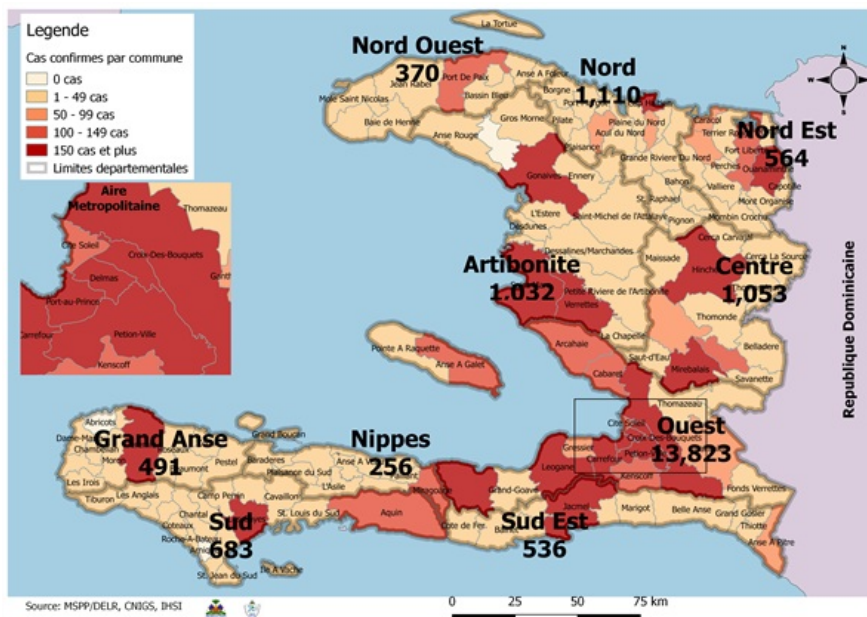 Legende
Cas confirmes par commune
0 cas
1 - 49 cas
50 - 99 cas
100 - 149 cas
150 cas et plus
Limites departementales
Aire
Metropolitaine
Thomazeau
Cite Soleil
Croix-Des-Bouquets
Delmas
Port-au-Prince
Carrefour
Petion-Ville
Kenscoff
La Tortue
Nord Ouest
370
Jean Rabel
Port De Paix
Anse A Foleur
Bassin Bleu
Mole Saint Nicolas
Baie de Henne
Anse Rouge
Gros Morne
Nord
1,110
Borgne
Pilate
Plaine du Nord
Acul du Nord
Plaisance
Grande Riviere Du Nord
Bahon
St. Raphael
Pignon
Nord Est
564
Caracol
Fort Liberte
Perches
Ouanaminthe
Capotille
Valliere
Mont Organise
Mombin Crochu
Gonaives
Ennery
L'Estere
Desdunes
Saint-Michel de l'Attalaye
Dessalines/Marchandes
Artibonite
1,032
Petite Riviere de l'Artibonite
Verrettes
La Chapelle
Cerca Carvajal
Cerca La Source
Maissade
Centre
1,053
Thomonde
Belladere
Saut-d'Eau
Mirebalais
Savanette
Arcahaie
Cabaret
Pointe A Raquette
Anse A Galet
Thomazeau
Cite Soleil
Ouest
13,823
Croix-Des-Bouquets
Gressier
Carrefour
Leogane
Kenscoff
Fonds Verrettes
Grand-Goave
Abricots
Grand Anse
491
Chambellan
Les Irois
Pestel
Grand Boucan
Baraderes
Nippes
256
Plaisance du Sud
L'Asile
Miragoane
Tiburon
Les Anglais
Camp Perrin
Cavaillon
Chantal
Coteaux
Roche-A-Bateau
Sud
683
St. Louis du Sud
Aquin
St. Jean du Sud
Ile A Vache
Cote de Fer
Bainet
Jacmel
Sud Est
536
Marigot
Belle Anse
Grand Gosier
Thiotte
Anse A Pitre
Republique Dominicaine
N
W
E
S
Source: MSPP/DELR, CNIGS, IHSI
0 25 50 75 km